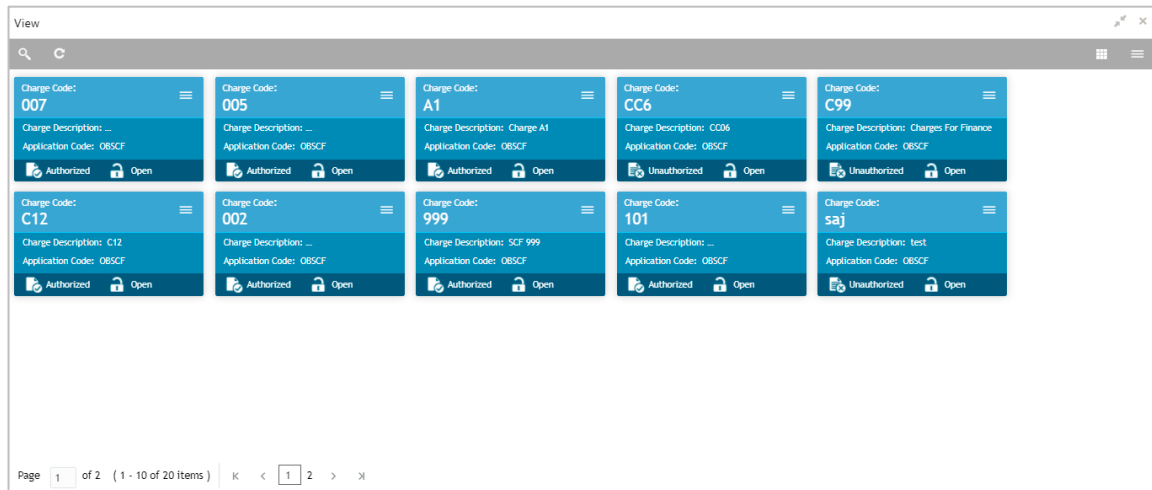 View
Charge Code:
007
Charge Description: ...
Application Code: OBSCF
Authorized Open
Charge Code:
005
Charge Description: ...
Application Code: OBSCF
Authorized Open
Charge Code:
A1
Charge Description: Charge A1
Application Code: OBSCF
Authorized Open
Charge Code:
CC6
Charge Description: CC06
Application Code: OBSCF
Unauthorized Open
Charge Code:
C99
Charge Description: Charges For Finance
Application Code: OBSCF
Unauthorized Open
Charge Code:
C12
Charge Description: C12
Application Code: OBSCF
Authorized Open
Charge Code:
002
Charge Description: ...
Application Code: OBSCF
Authorized Open
Charge Code:
999
Charge Description: SCF 999
Application Code: OBSCF
Authorized Open
Charge Code:
101
Charge Description: ...
Application Code: OBSCF
Authorized Open
Charge Code:
saj
Charge Description: test
Application Code: OBSCF
Unauthorized Open
Page 1 of 2 ( 1 - 10 of 20 items ) 1 2